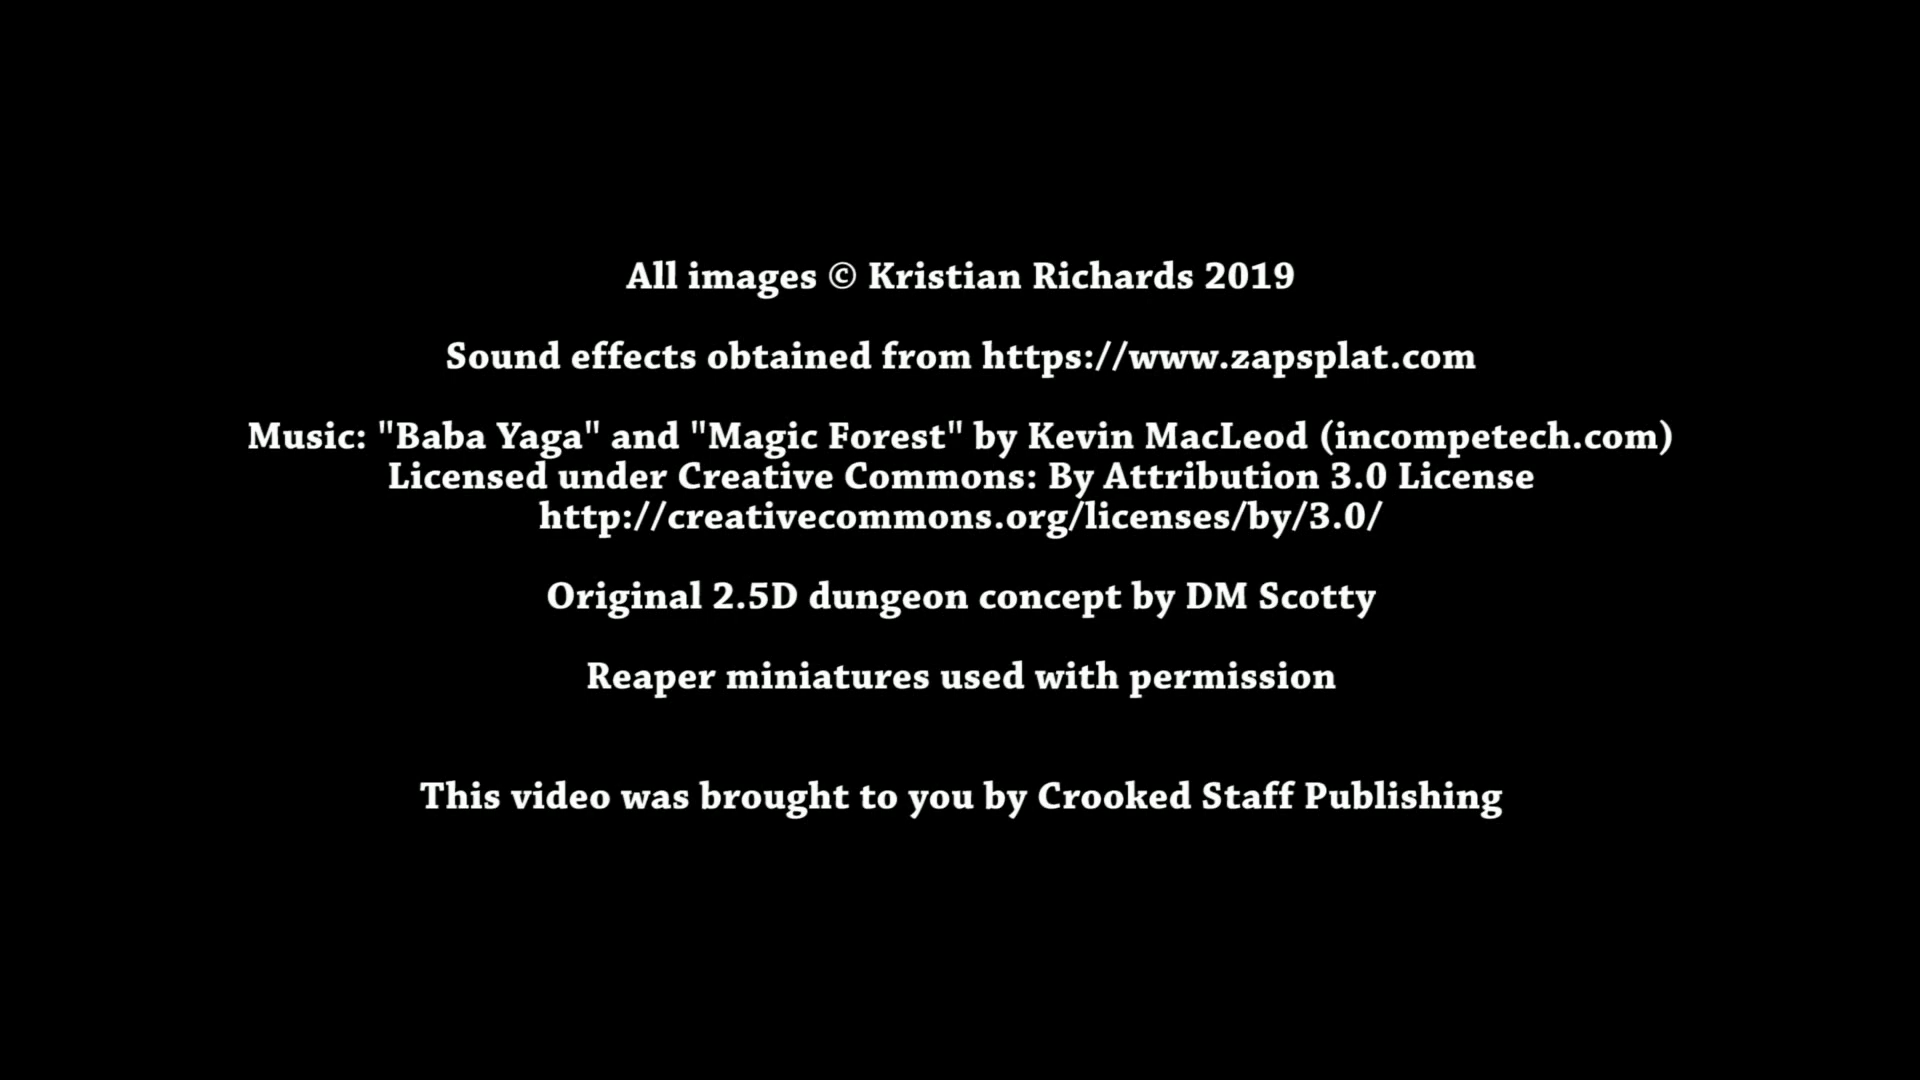 All images © Kristian Richards 2019
Sound effects obtained from https://www.zapsplat.com
Music: "Baba Yaga" and "Magic Forest" by Kevin MacLeod (incompetech.com)
Licensed under Creative Commons: By Attribution 3.0 License
http://creativecommons.org/licenses/by/3.0/
Original 2.5D dungeon concept by DM Scotty
Reaper miniatures used with permission
This video was brought to you by Crooked Staff Publishing